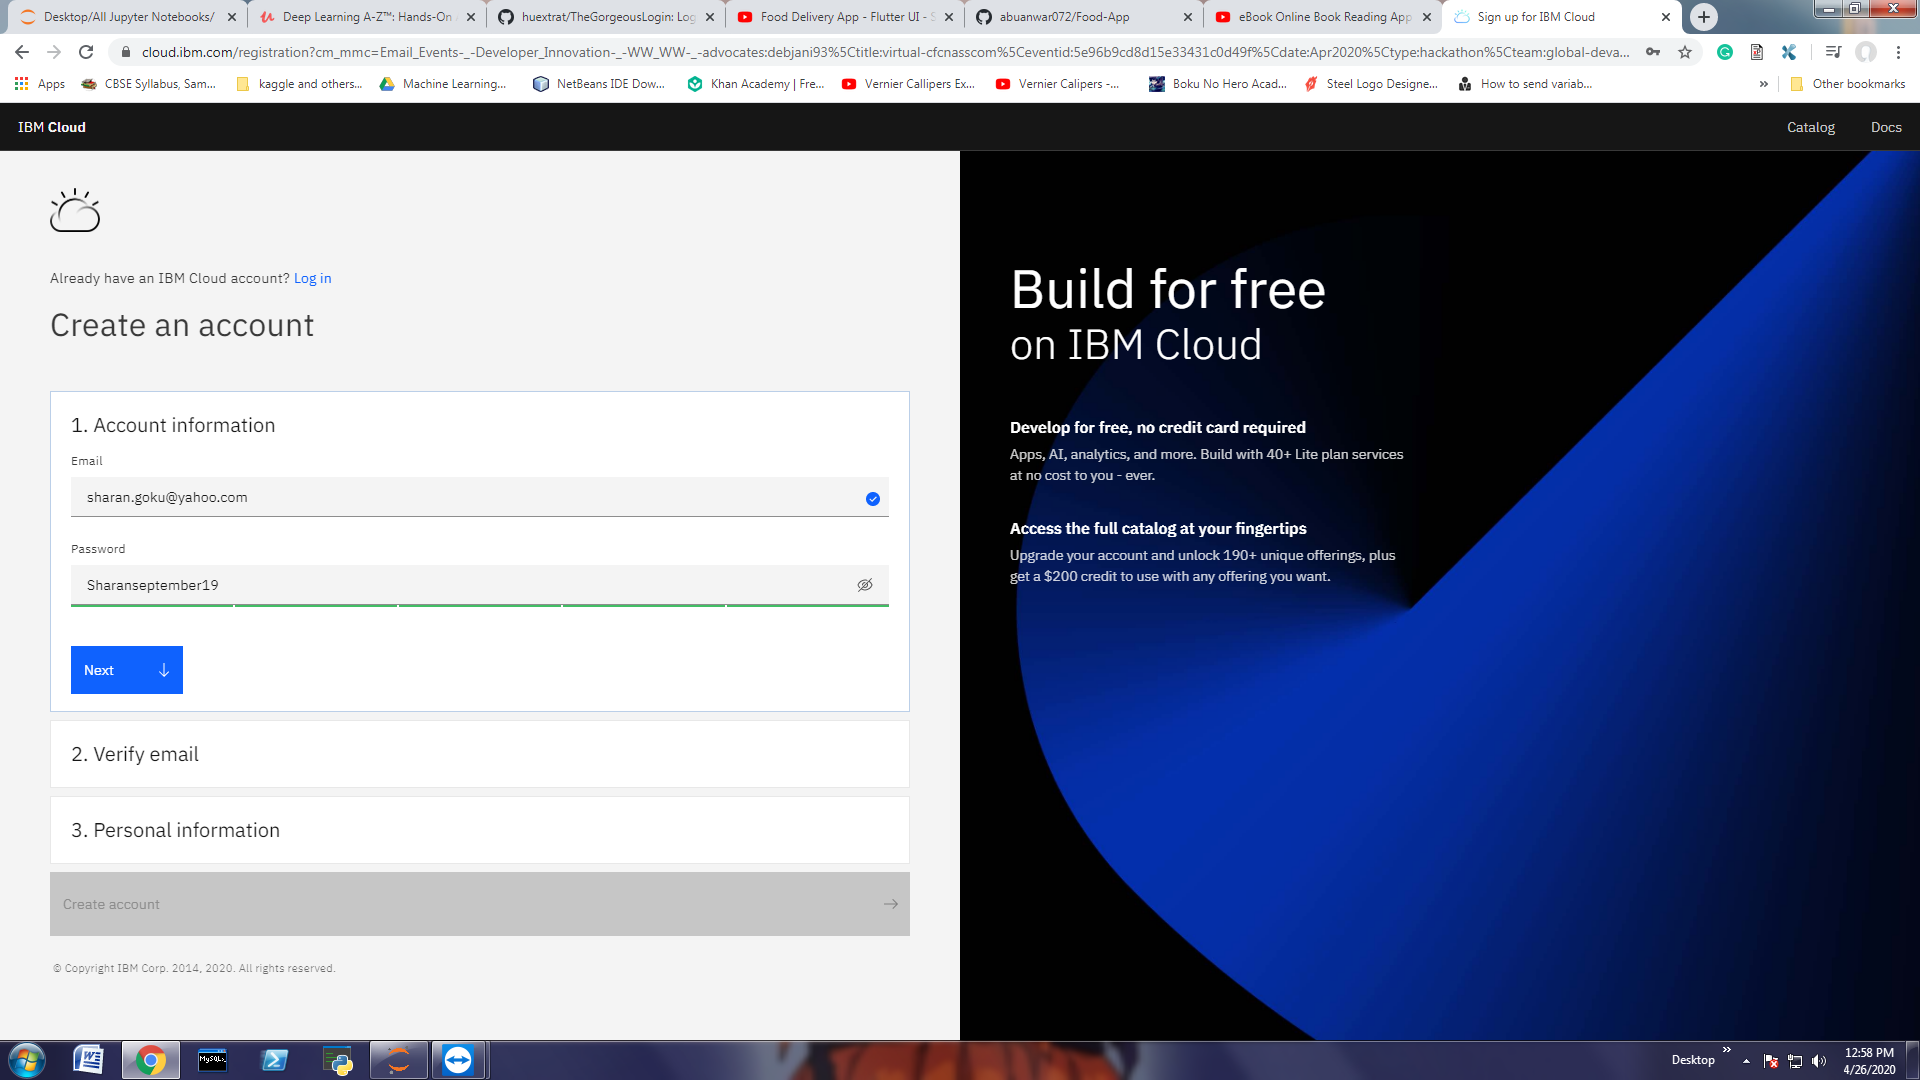 Desktop/All Jupyter Notebooks/
Deep Learning A-Z™: Hands-On
huextrat/TheGorgeousLogin: Log
Food Delivery App - Flutter UI - S
abuanwar072/Food-App
eBook Online Book Reading App
Sign up for IBM Cloud
cloud.ibm.com/registration?cm_mmc=Email_Events-_-Developer_Innovation-_-WW_WW-_-advocates:debjani93%5Ctitle:virtual-cfcnasscom%5Ceventid:5e96b9cd8d15e33431c0d49f%5Cdate:Apr2020%5Ctype:hackathon%5Cteam:global-deva...
Apps
CBSE Syllabus, Sam...
kaggle and others...
Machine Learning...
NetBeans IDE Dow...
Khan Academy | Fre...
Vernier Callipers Ex...
Vernier Calipers -...
Boku No Hero Acad...
Steel Logo Designe...
How to send variab...
»
Other bookmarks
IBM Cloud
Catalog
Docs
Already have an IBM Cloud account? Log in
Create an account
1. Account information
Email
sharan.goku@yahoo.com
Password
Sharanseptember19
Next
2. Verify email
3. Personal information
Create account
© Copyright IBM Corp. 2014, 2020. All rights reserved.
Build for free
on IBM Cloud
Develop for free, no credit card required
Apps, AI, analytics, and more. Build with 40+ Lite plan services
at no cost to you - ever.
Access the full catalog at your fingertips
Upgrade your account and unlock 190+ unique offerings, plus
get a $200 credit to use with any offering you want.
MySQL
Desktop
»
12:58 PM
4/26/2020